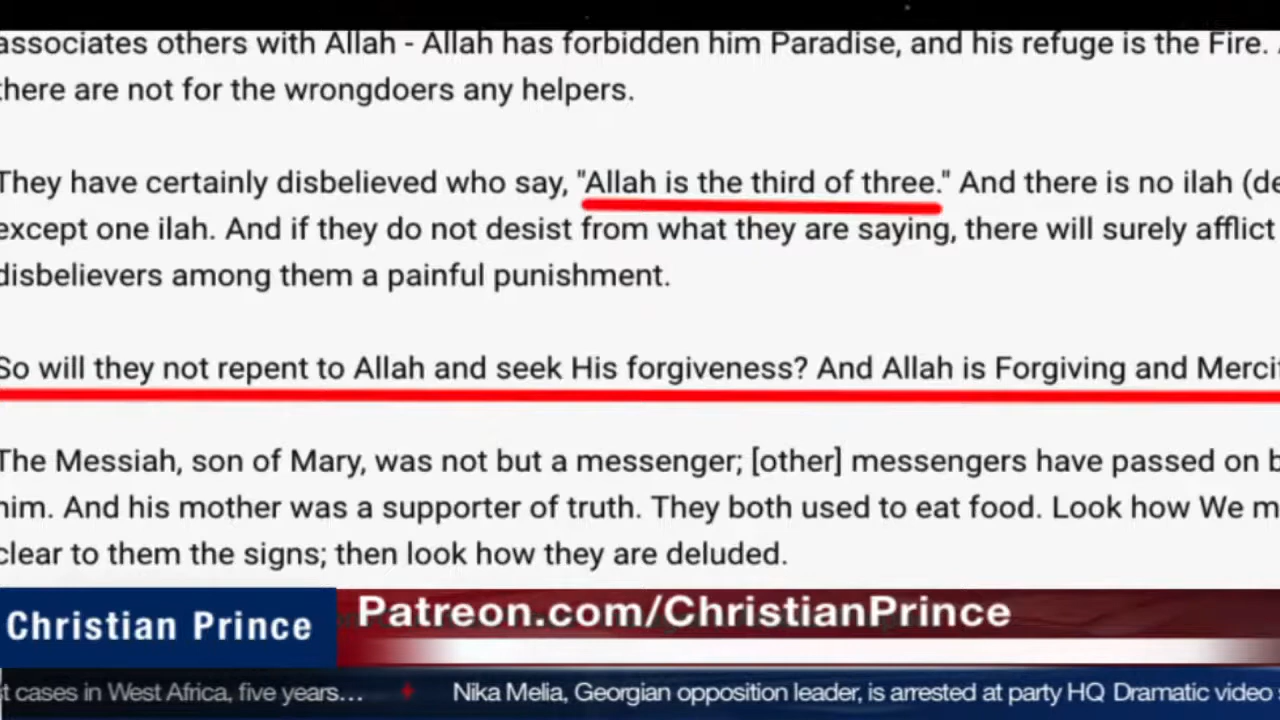 associates others with Allah - Allah has forbidden him Paradise, and his refuge is the Fire.
there are not for the wrongdoers any helpers.
They have certainly disbelieved who say, "Allah is the third of three." And there is no ilah (de
except one ilah. And if they do not desist from what they are saying, there will surely afflict
disbelievers among them a painful punishment.
So will they not repent to Allah and seek His forgiveness? And Allah is Forgiving and Merci
The Messiah, son of Mary, was not but a messenger; [other] messengers have passed on b
him. And his mother was a supporter of truth. They both used to eat food. Look how We m
clear to them the signs; then look how they are deluded.
Christian Prince
Patreon.com/ChristianPrince
t cases in West Africa, five years... Nika Melia, Georgian opposition leader, is arrested at party HQ Dramatic video